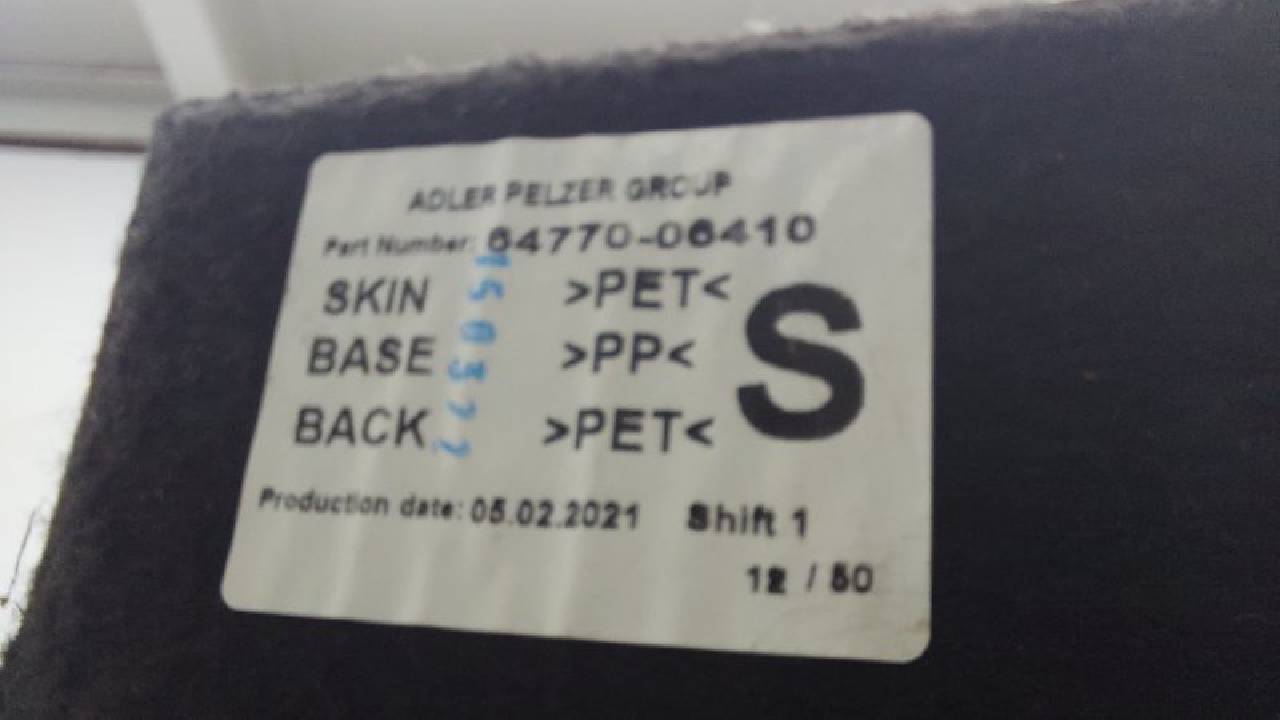 ADLER PELZER GROUP
Part Number: 64770-06410
SKIN >PET<
BASE >PP<
BACK >PET<
S
Production date: 05.02.2021 Shift 1
12 / 50